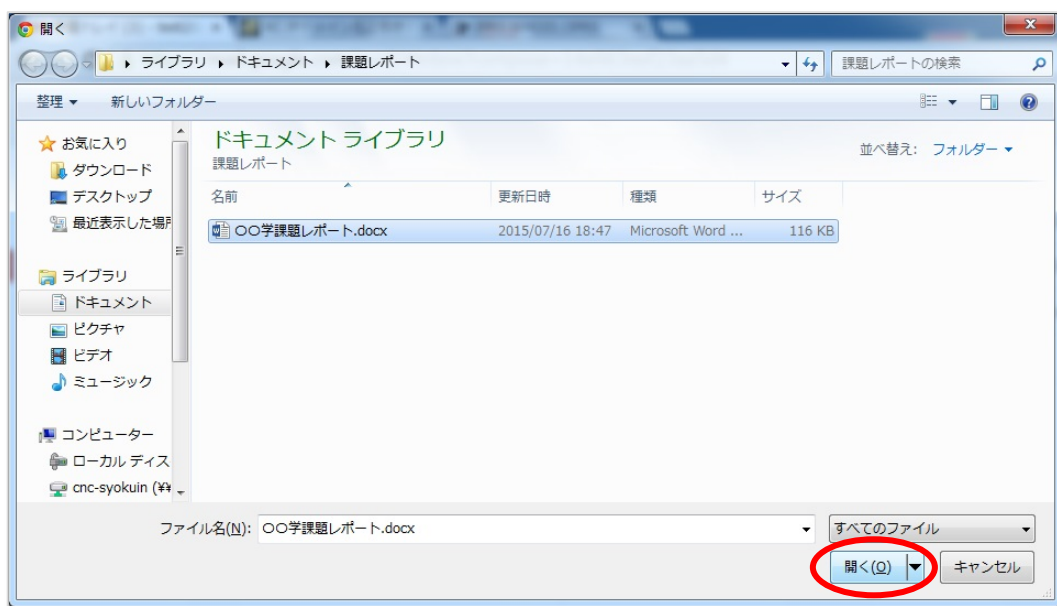 開く
ライブラリ ▸ ドキュメント ▸ 課題レポート
課題レポートの検索
整理 ▼ 新しいフォルダー
お気に入り
ダウンロード
デスクトップ
最近表示した場所
ライブラリ
ドキュメント
ピクチャ
ビデオ
ミュージック
コンピューター
ローカル ディス
cnc-syokuin (¥¥
ドキュメント ライブラリ
課題レポート
並べ替え: フォルダー ▼
名前 更新日時 種類 サイズ
〇〇学課題レポート.docx 2015/07/16 18:47 Microsoft Word ... 116 KB
ファイル名(N): 〇〇学課題レポート.docx
すべてのファイル
開く(O) キャンセル